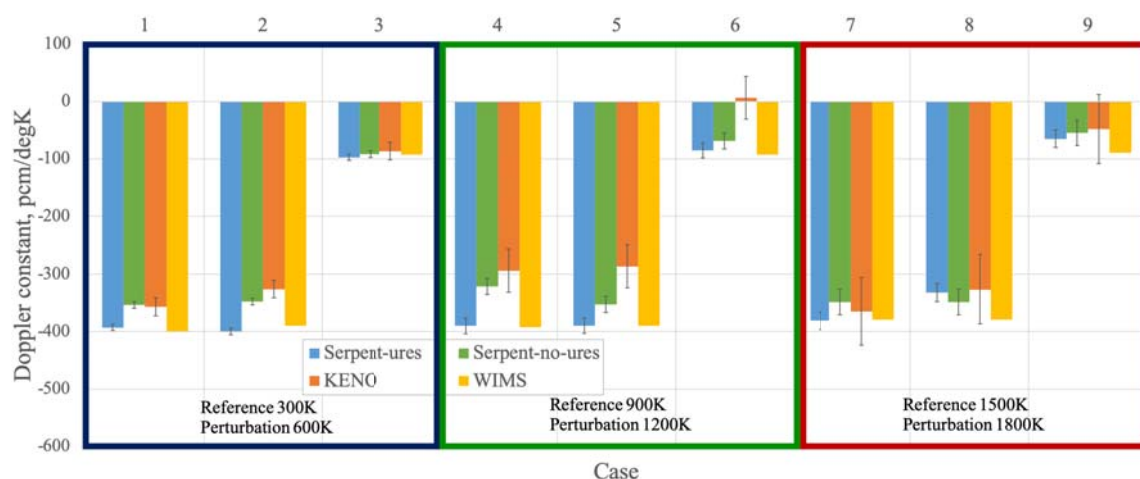 1 2 3 4 5 6 7 8 9
100
0
-100
-200
-300
-400
-500
-600
Doppler constant, pcm/degK
Serpent-ures
Serpent-no-ures
KENO
WIMS
Reference 300K
Perturbation 600K
Reference 900K
Perturbation 1200K
Reference 1500K
Perturbation 1800K
Case